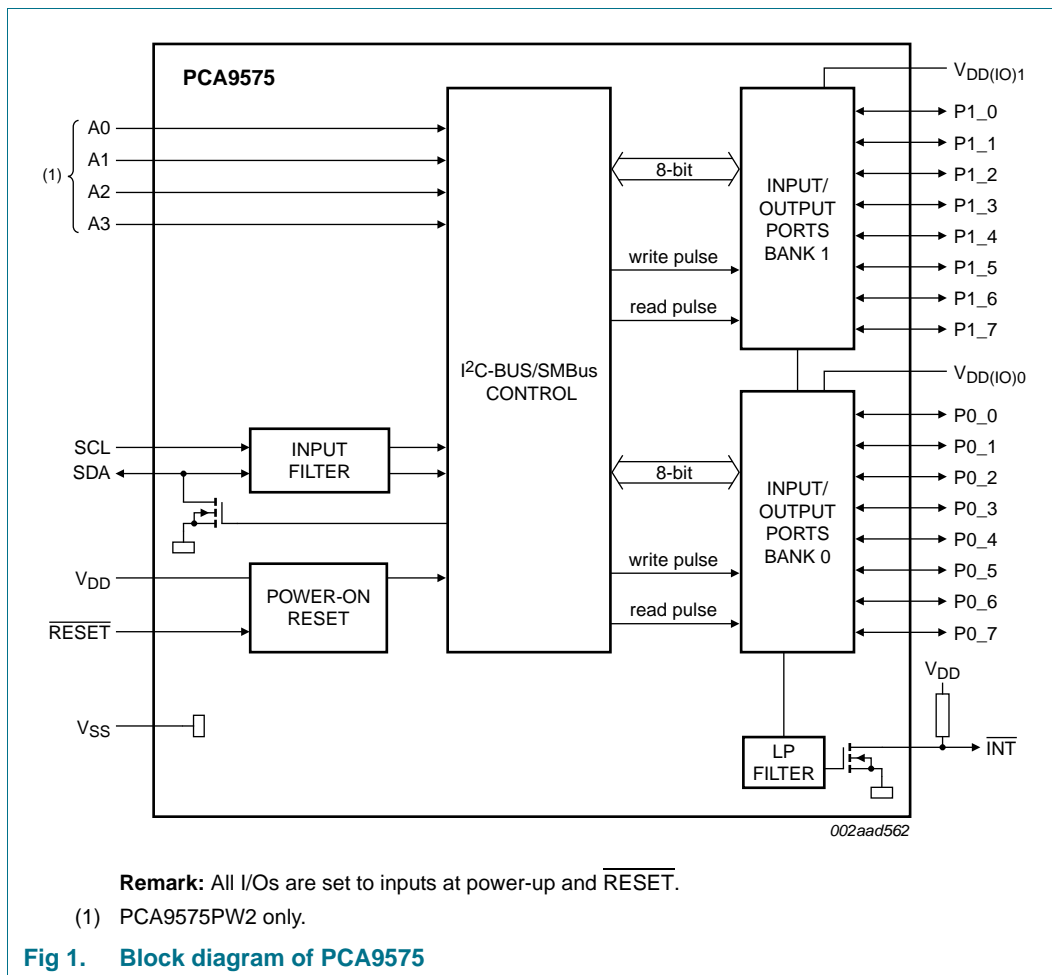 PCA9575
A0
A1
(1)
A2
A3
SCL
SDA
VDD
RESET
VSS
INPUT
FILTER
POWER-ON
RESET
I2C-BUS/SMBus
CONTROL
8-bit
write pulse
read pulse
8-bit
write pulse
read pulse
INPUT/
OUTPUT
PORTS
BANK 1
INPUT/
OUTPUT
PORTS
BANK 0
LP
FILTER
VDD(IO)1
P1_0
P1_1
P1_2
P1_3
P1_4
P1_5
P1_6
P1_7
VDD(IO)0
P0_0
P0_1
P0_2
P0_3
P0_4
P0_5
P0_6
P0_7
VDD
INT
002aad562
Remark: All I/Os are set to inputs at power-up and RESET.
(1) PCA9575PW2 only.
Fig 1. Block diagram of PCA9575